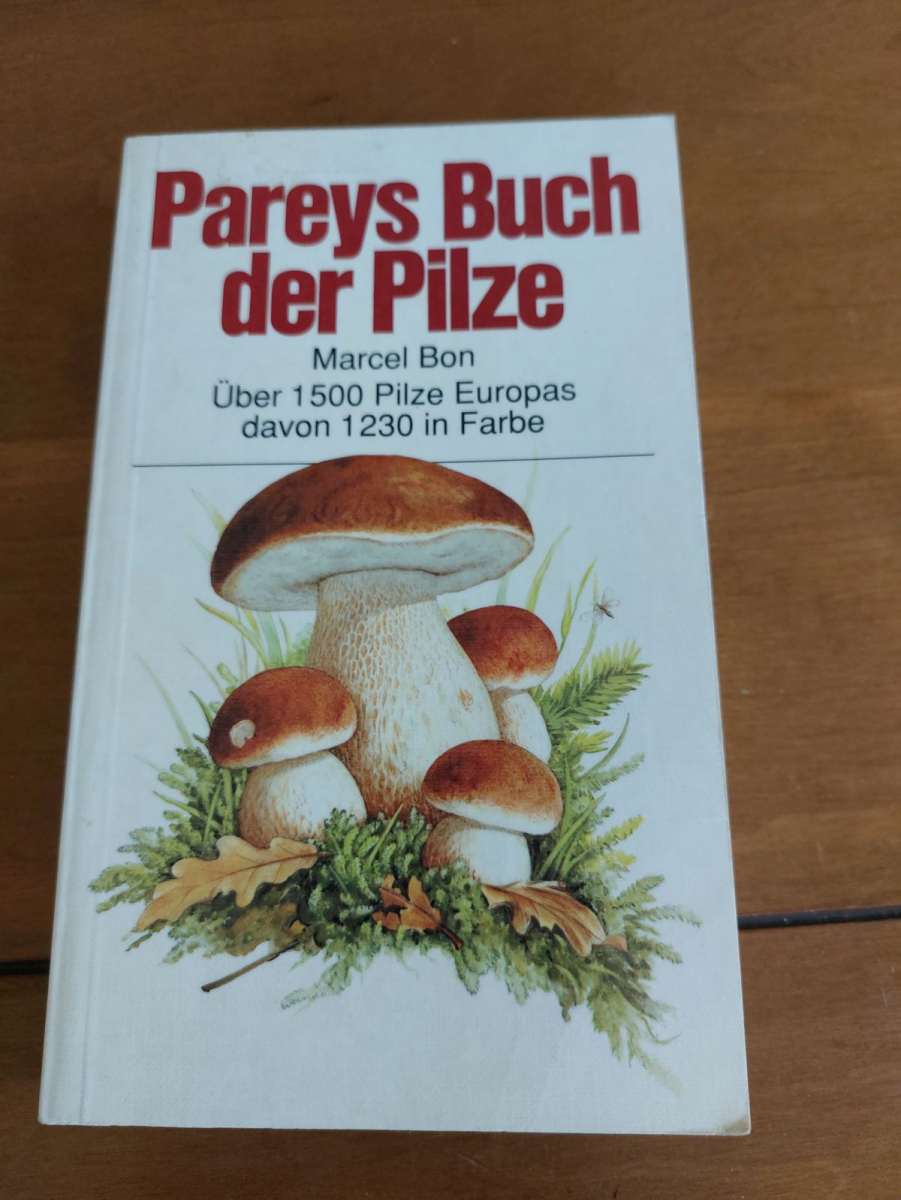 Pareys Buch
der Pilze
Marcel Bon
Über 1500 Pilze Europas
davon 1230 in Farbe